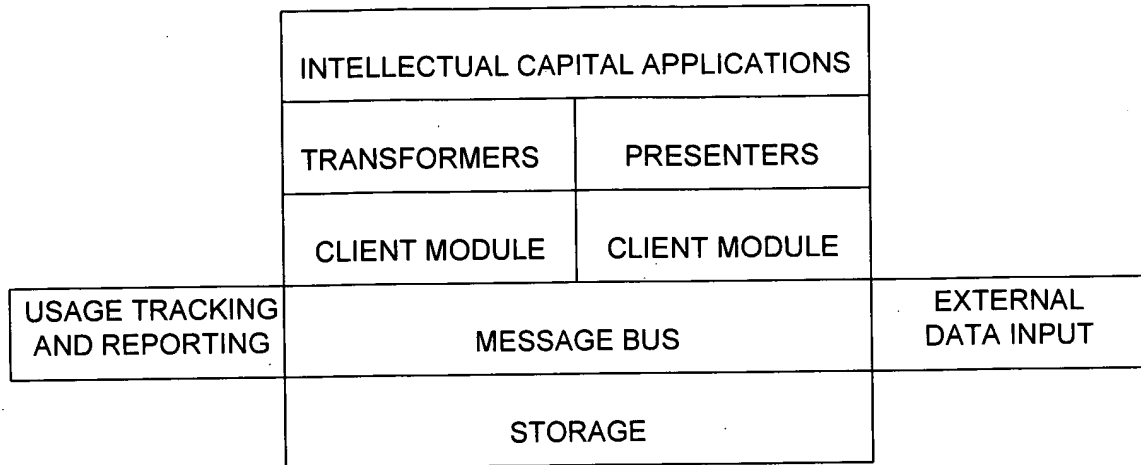 INTELLECTUAL CAPITAL APPLICATIONS
TRANSFORMERS
PRESENTERS
CLIENT MODULE
CLIENT MODULE
USAGE TRACKING
AND REPORTING
MESSAGE BUS
EXTERNAL
DATA INPUT
STORAGE